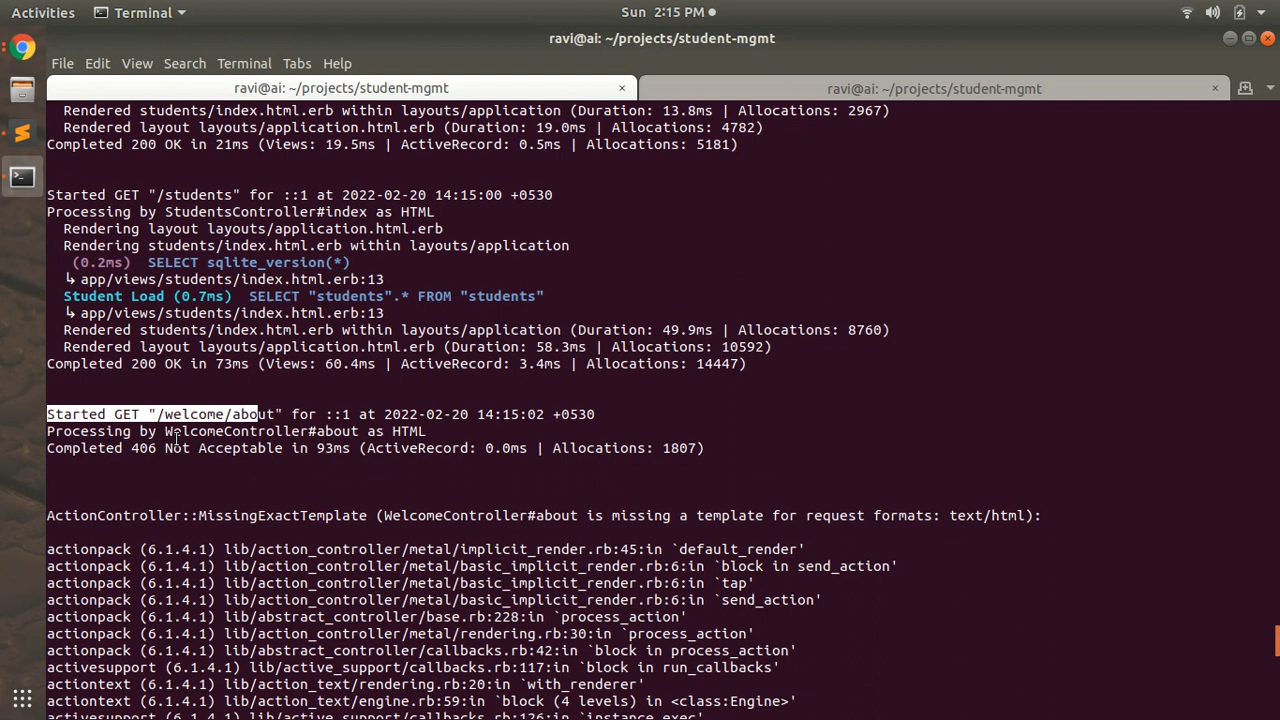 Activities Terminal Sun 2:15 PM
ravi@ai: ~/projects/student-mgmt
File Edit View Search Terminal Tabs Help
ravi@ai: ~/projects/student-mgmt × ravi@ai: ~/projects/student-mgmt ×
Rendered students/index.html.erb within layouts/application (Duration: 13.8ms | Allocations: 2967)
Rendered layout layouts/application.html.erb (Duration: 19.0ms | Allocations: 4782)
Completed 200 OK in 21ms (Views: 19.5ms | ActiveRecord: 0.5ms | Allocations: 5181)
Started GET "/students" for ::1 at 2022-02-20 14:15:00 +0530
Processing by StudentsController#index as HTML
Rendering layout layouts/application.html.erb
Rendering students/index.html.erb within layouts/application
(0.2ms) SELECT sqlite_version(*)
↳ app/views/students/index.html.erb:13
Student Load (0.7ms) SELECT "students".* FROM "students"
↳ app/views/students/index.html.erb:13
Rendered students/index.html.erb within layouts/application (Duration: 49.9ms | Allocations: 8760)
Rendered layout layouts/application.html.erb (Duration: 58.3ms | Allocations: 10592)
Completed 200 OK in 73ms (Views: 60.4ms | ActiveRecord: 3.4ms | Allocations: 14447)
Started GET "/welcome/about" for ::1 at 2022-02-20 14:15:02 +0530
Processing by WelcomeController#about as HTML
Completed 406 Not Acceptable in 93ms (ActiveRecord: 0.0ms | Allocations: 1807)
ActionController::MissingExactTemplate (WelcomeController#about is missing a template for request formats: text/html):
actionpack (6.1.4.1) lib/action_controller/metal/implicit_render.rb:45:in `default_render'
actionpack (6.1.4.1) lib/action_controller/metal/basic_implicit_render.rb:6:in `block in send_action'
actionpack (6.1.4.1) lib/action_controller/metal/basic_implicit_render.rb:6:in `tap'
actionpack (6.1.4.1) lib/action_controller/metal/basic_implicit_render.rb:6:in `send_action'
actionpack (6.1.4.1) lib/abstract_controller/base.rb:228:in `process_action'
actionpack (6.1.4.1) lib/action_controller/metal/rendering.rb:30:in `process_action'
actionpack (6.1.4.1) lib/abstract_controller/callbacks.rb:42:in `block in process_action'
activesupport (6.1.4.1) lib/active_support/callbacks.rb:117:in `block in run_callbacks'
actiontext (6.1.4.1) lib/action_text/rendering.rb:20:in `with_renderer'
actiontext (6.1.4.1) lib/action_text/engine.rb:59:in `block (4 levels) in <class:Engine>'
activesupport (6.1.4.1) lib/active_support/callbacks.rb:126:in `instance_exec'